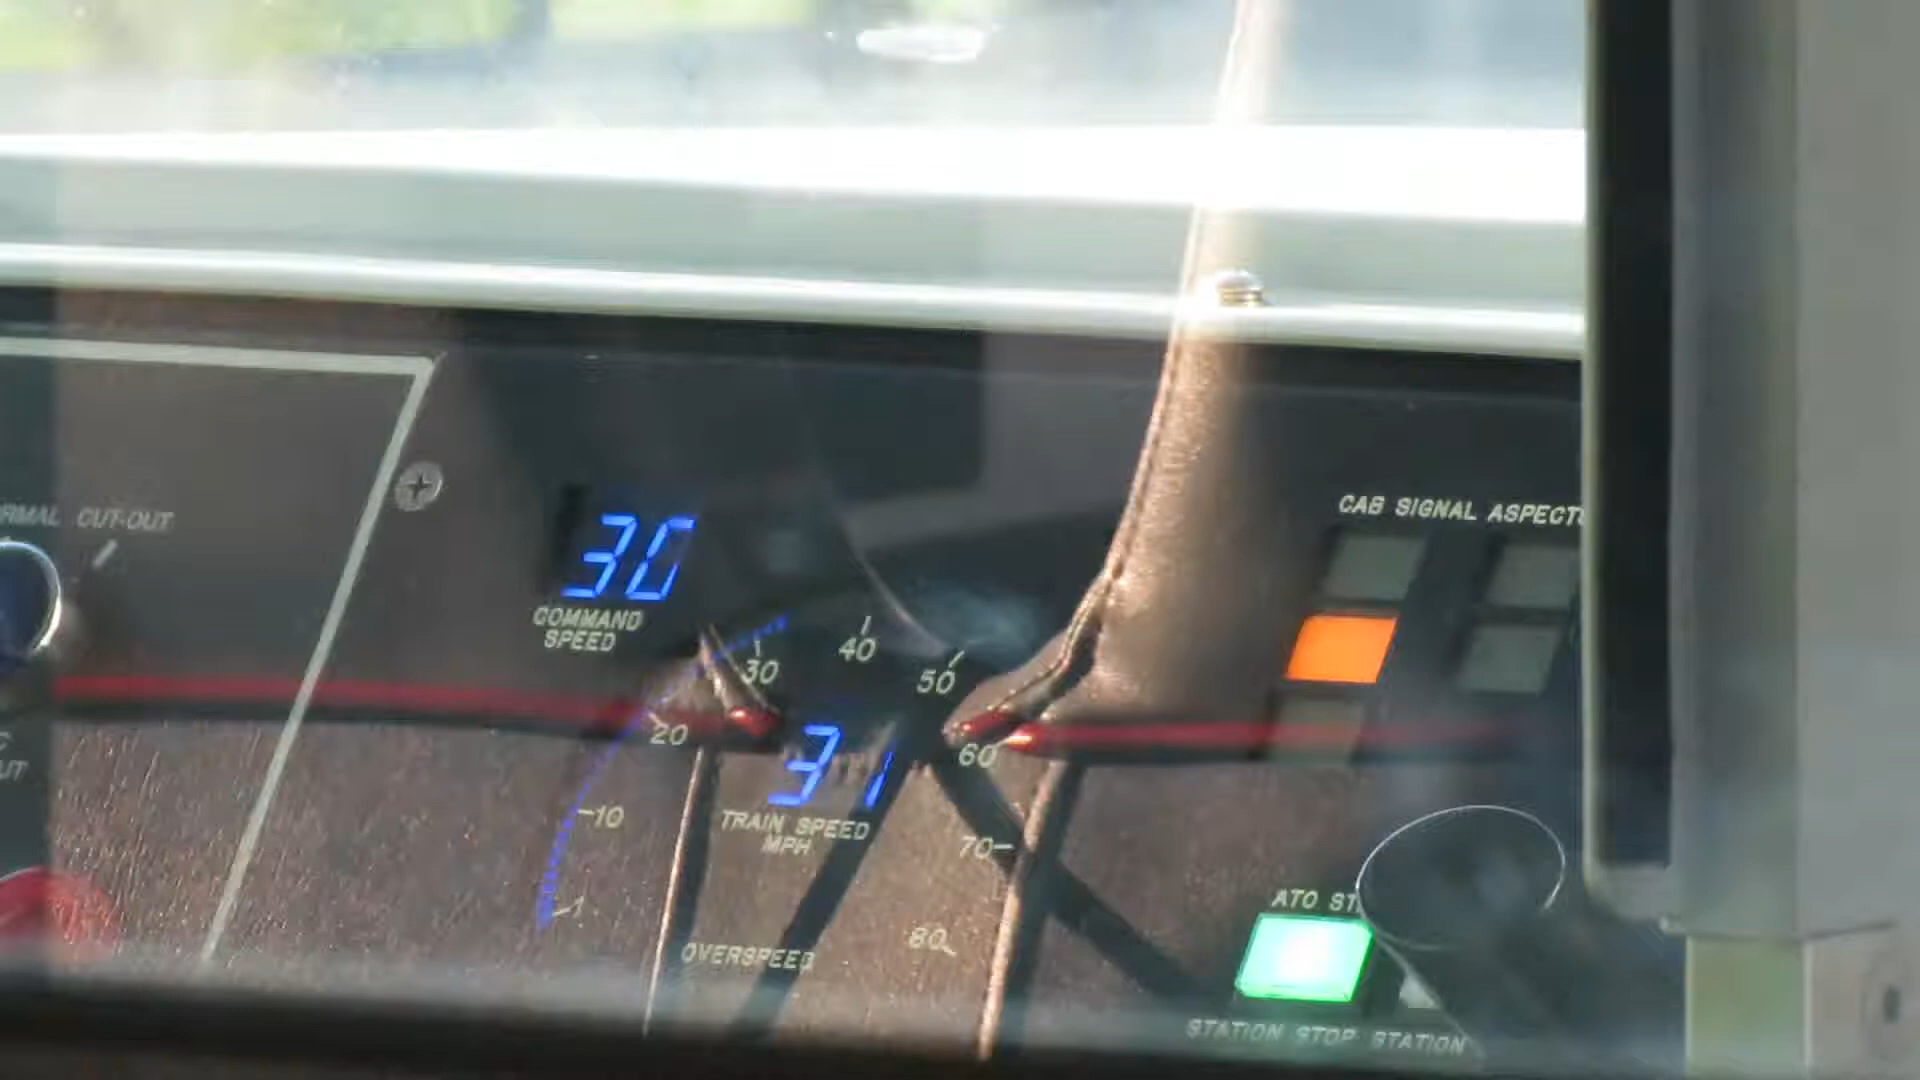 CUT-OUT
CAB SIGNAL
30
COMMAND
SPEED
30
40
50
20
60
31
10
TRAIN SPEED
MPH
70
1
ATO
80
OVERSPEED
STATION STOP STATION